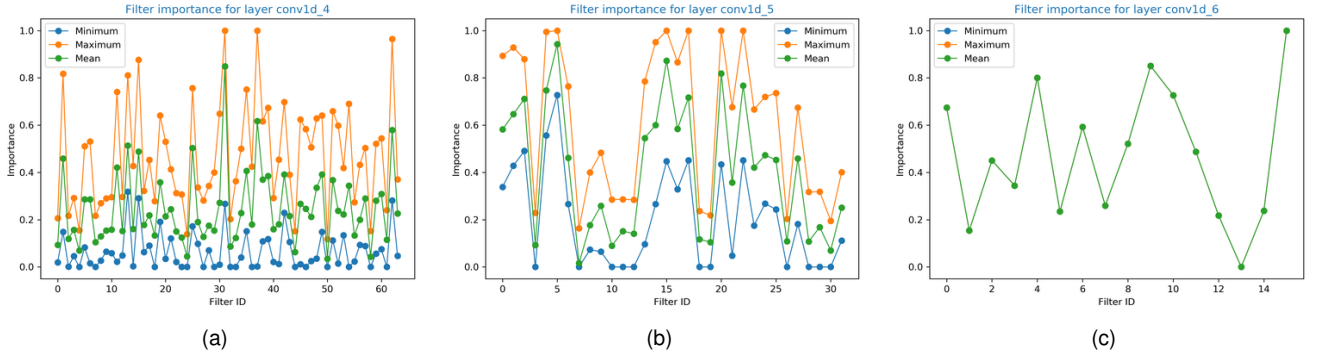 Filter importance for layer conv1d_4
Minimum
Maximum
Mean
Importance
1.0
0.8
0.6
0.4
0.2
0.0
0 10 20 30 40 50 60
Filter ID
(a)
Filter importance for layer conv1d_5
Minimum
Maximum
Mean
Importance
1.0
0.8
0.6
0.4
0.2
0.0
0 5 10 15 20 25 30
Filter ID
(b)
Filter importance for layer conv1d_6
Minimum
Maximum
Mean
Importance
1.0
0.8
0.6
0.4
0.2
0.0
0 2 4 6 8 10 12 14
Filter ID
(c)